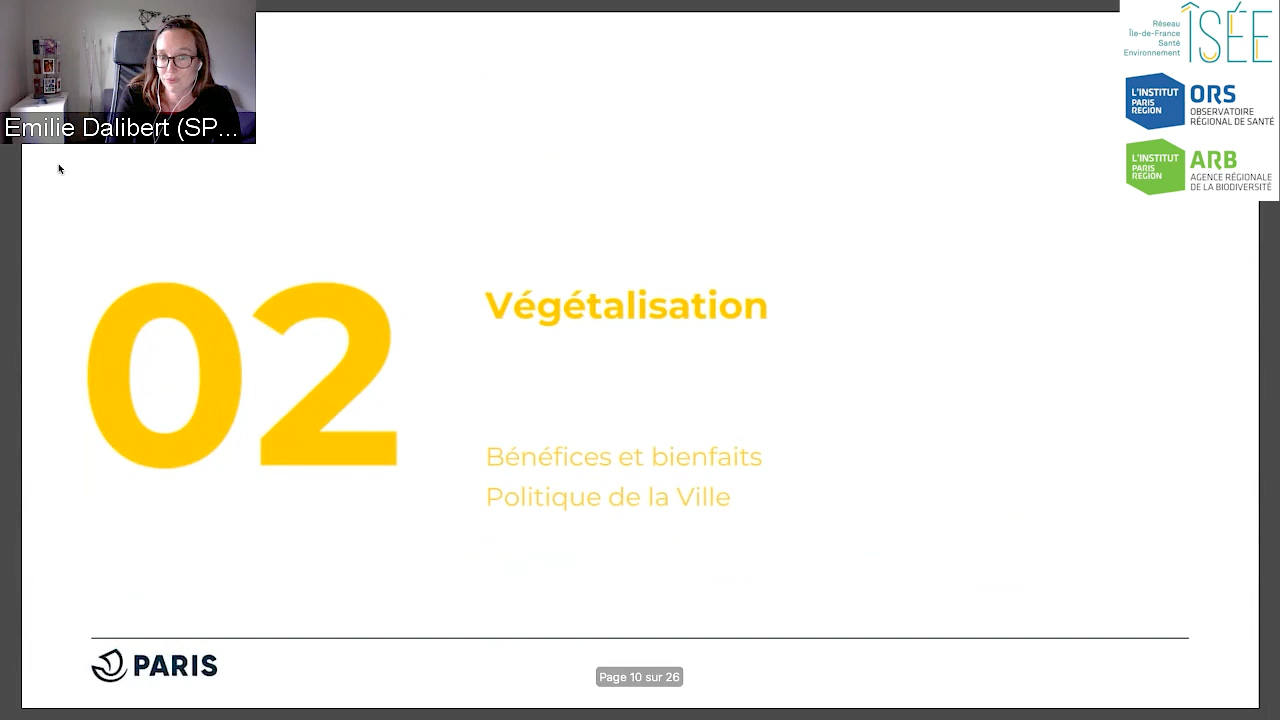 Emilie Dalibert (SP...
Réseau
Île-de-France
Santé
Environnement
ÎSÉE
L'INSTITUT
PARIS
REGION
ORS
OBSERVATOIRE
RÉGIONAL DE SANTÉ
L'INSTITUT
PARIS
REGION
ARB
AGENCE RÉGIONALE
DE LA BIODIVERSITÉ
02
Végétalisation
Bénéfices et bienfaits
Politique de la Ville
PARIS
Page 10 sur 26